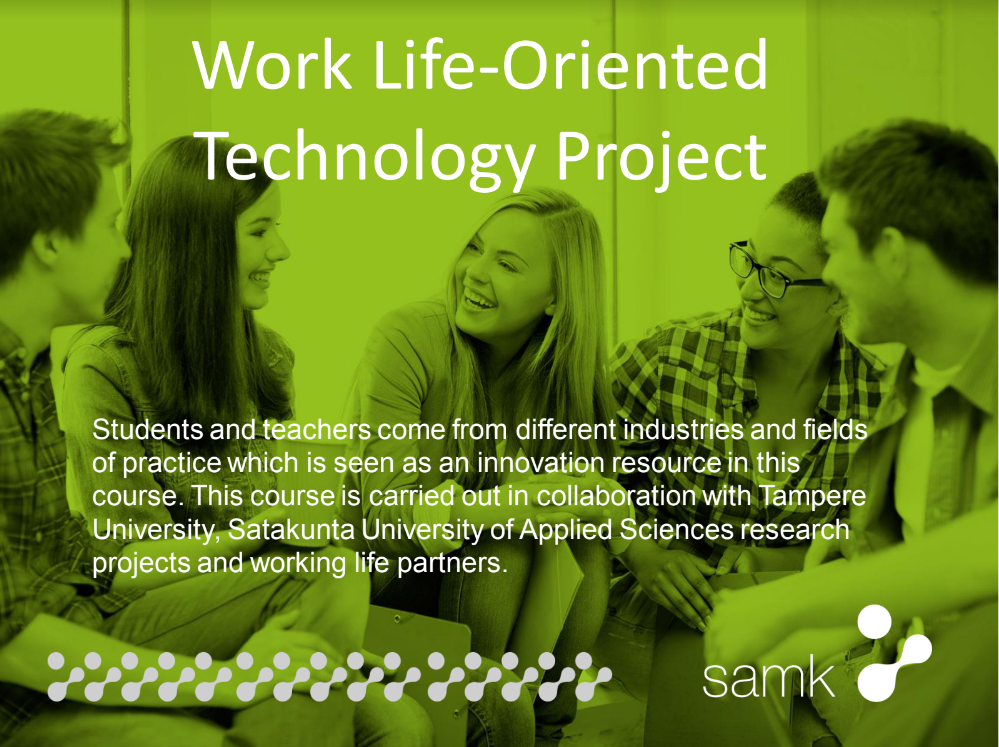 Work Life-Oriented
Technology Project
Students and teachers come from different industries and fields
of practice which is seen as an innovation resource in this
course. This course is carried out in collaboration with Tampere
University, Satakunta University of Applied Sciences research
projects and working life partners.
samk